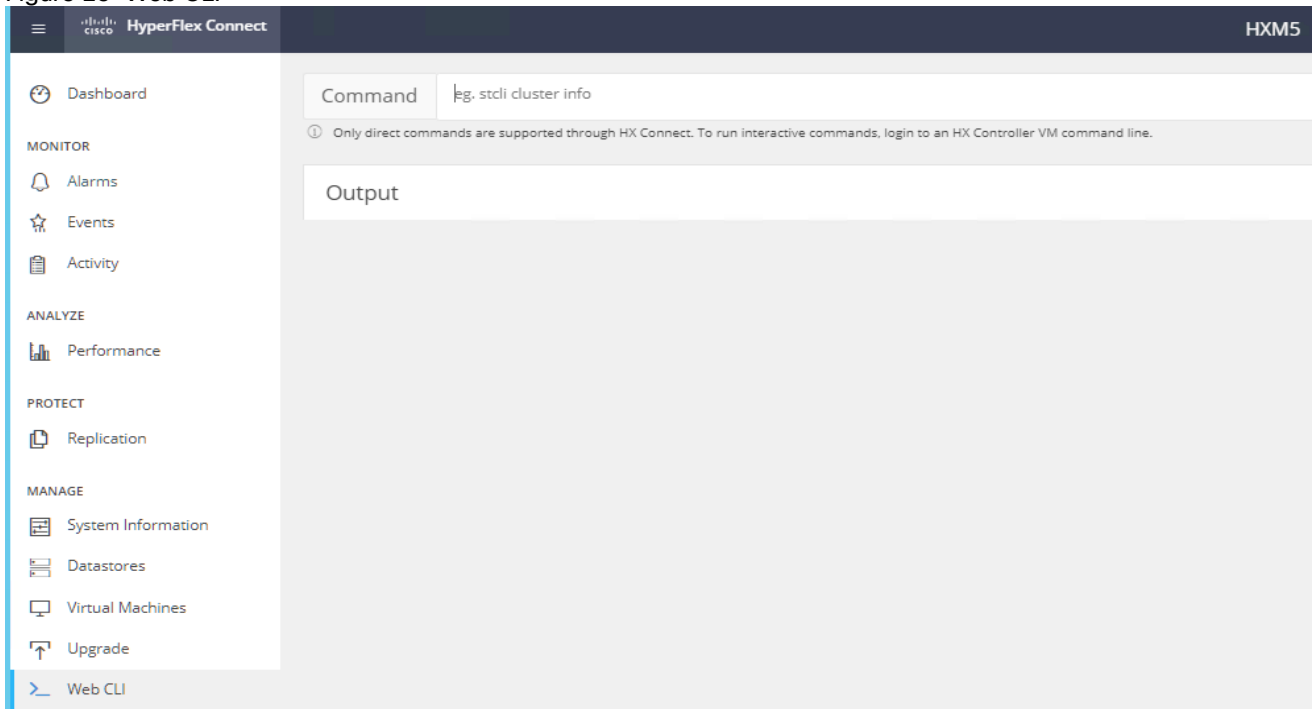 cisco HyperFlex Connect
HXM5
Dashboard
MONITOR
Alarms
Events
Activity
ANALYZE
Performance
PROTECT
Replication
MANAGE
System Information
Datastores
Virtual Machines
Upgrade
Web CLI
Command eg. stcli cluster info
Only direct commands are supported through HX Connect. To run interactive commands, login to an HX Controller VM command line.
Output